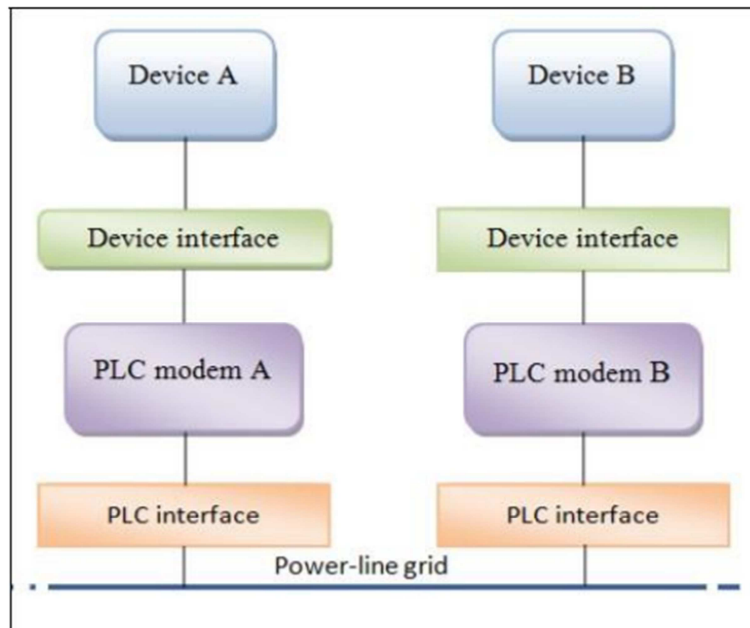 Device A
Device B
Device interface
Device interface
PLC modem A
PLC modem B
PLC interface
PLC interface
Power-line grid